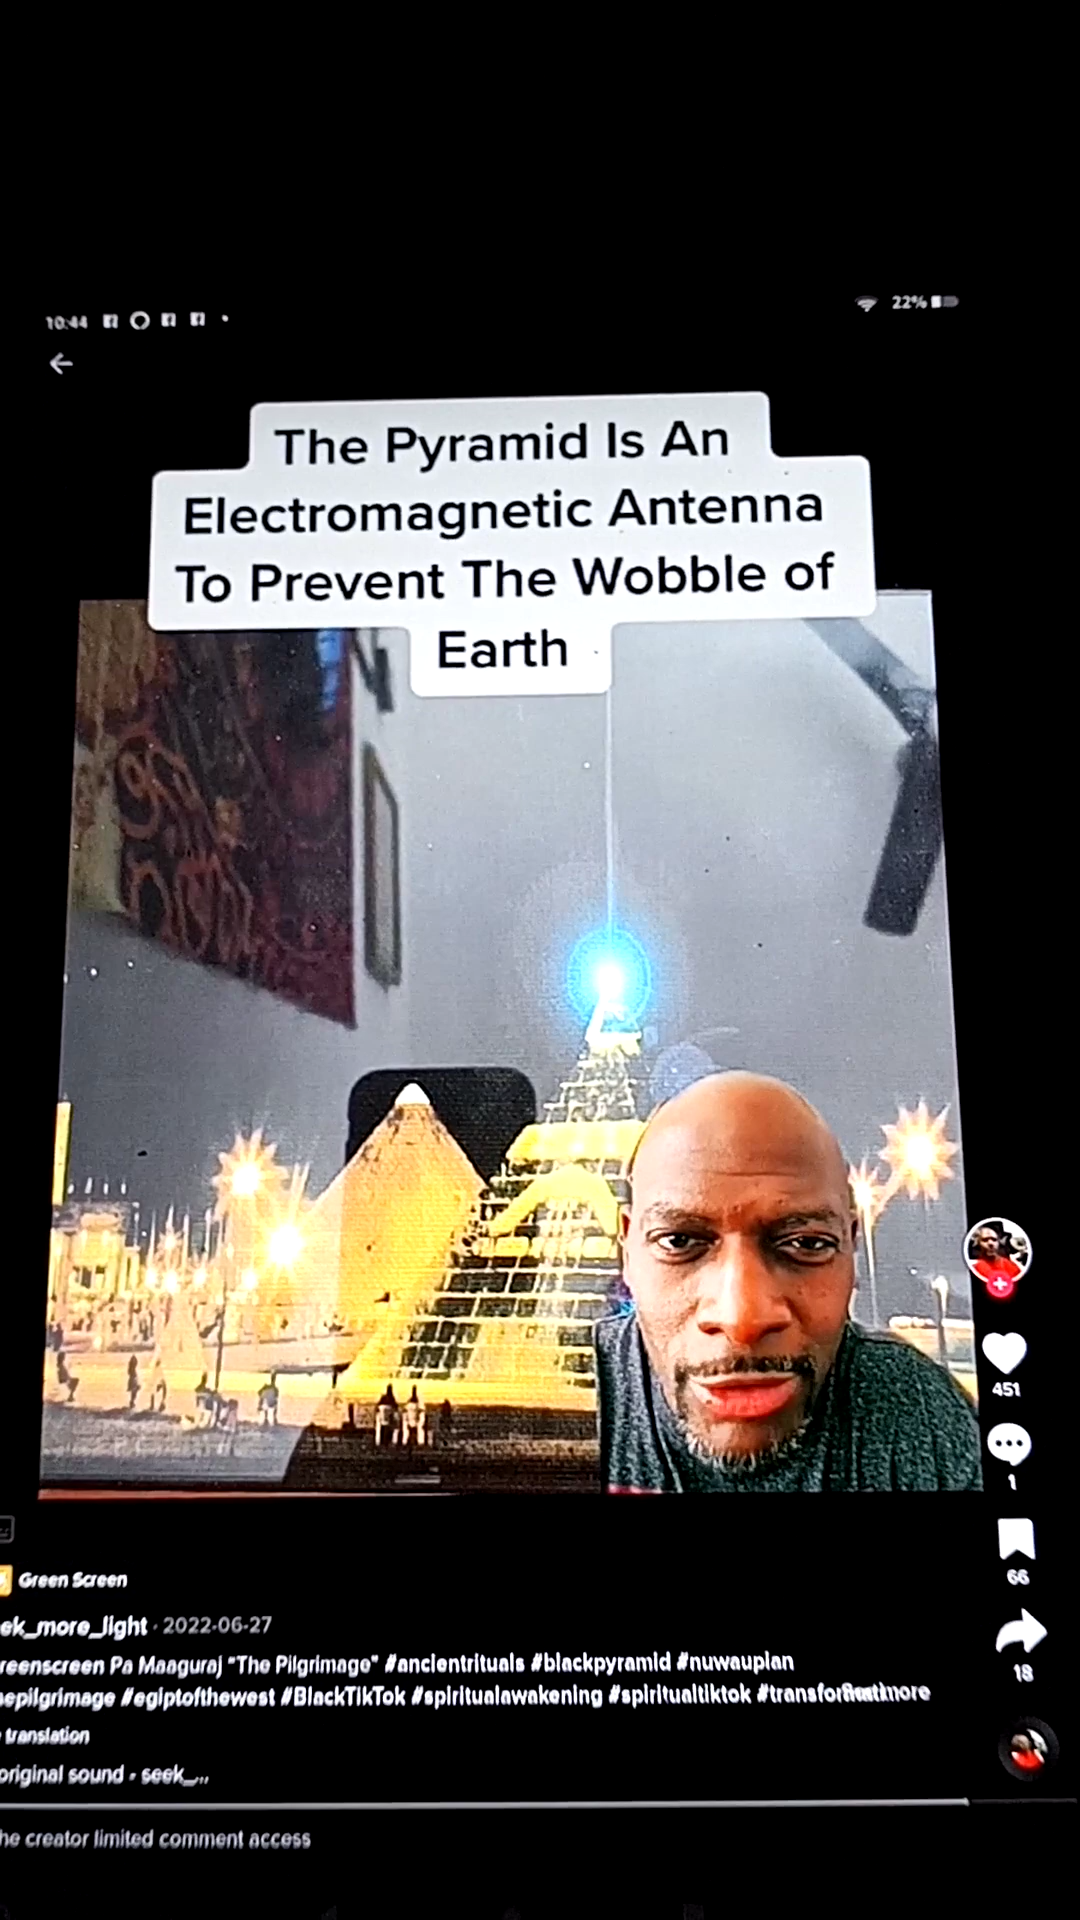 10:44
22%
The Pyramid Is An
Electromagnetic Antenna
To Prevent The Wobble of
Earth
451
1
66
18
Green Screen
ek_more_light · 2022-06-27
reenscreen Pa Maaguraj "The Pilgrimage" #ancientrituals #blackpyramid #nuwaupian
epilgrimage #egiptofthewest #BlackTikTok #spiritualawakening #spiritualtiktok
translation
original sound - seek_...
he creator limited comment access